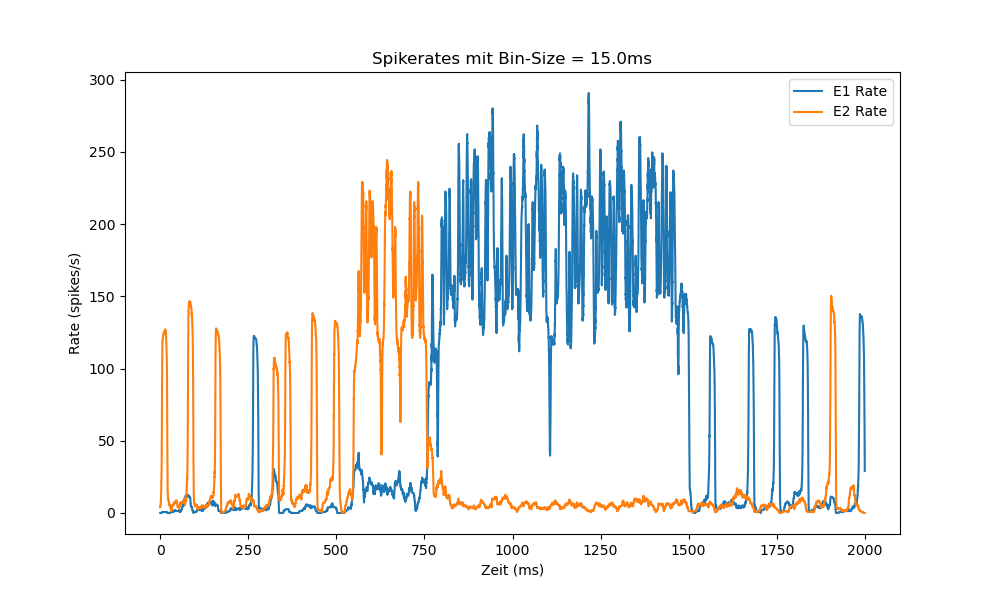 Spikerates mit Bin-Size = 15.0ms
E1 Rate
E2 Rate
Rate (spikes/s)
300
250
200
150
100
50
0
0 250 500 750 1000 1250 1500 1750 2000
Zeit (ms)